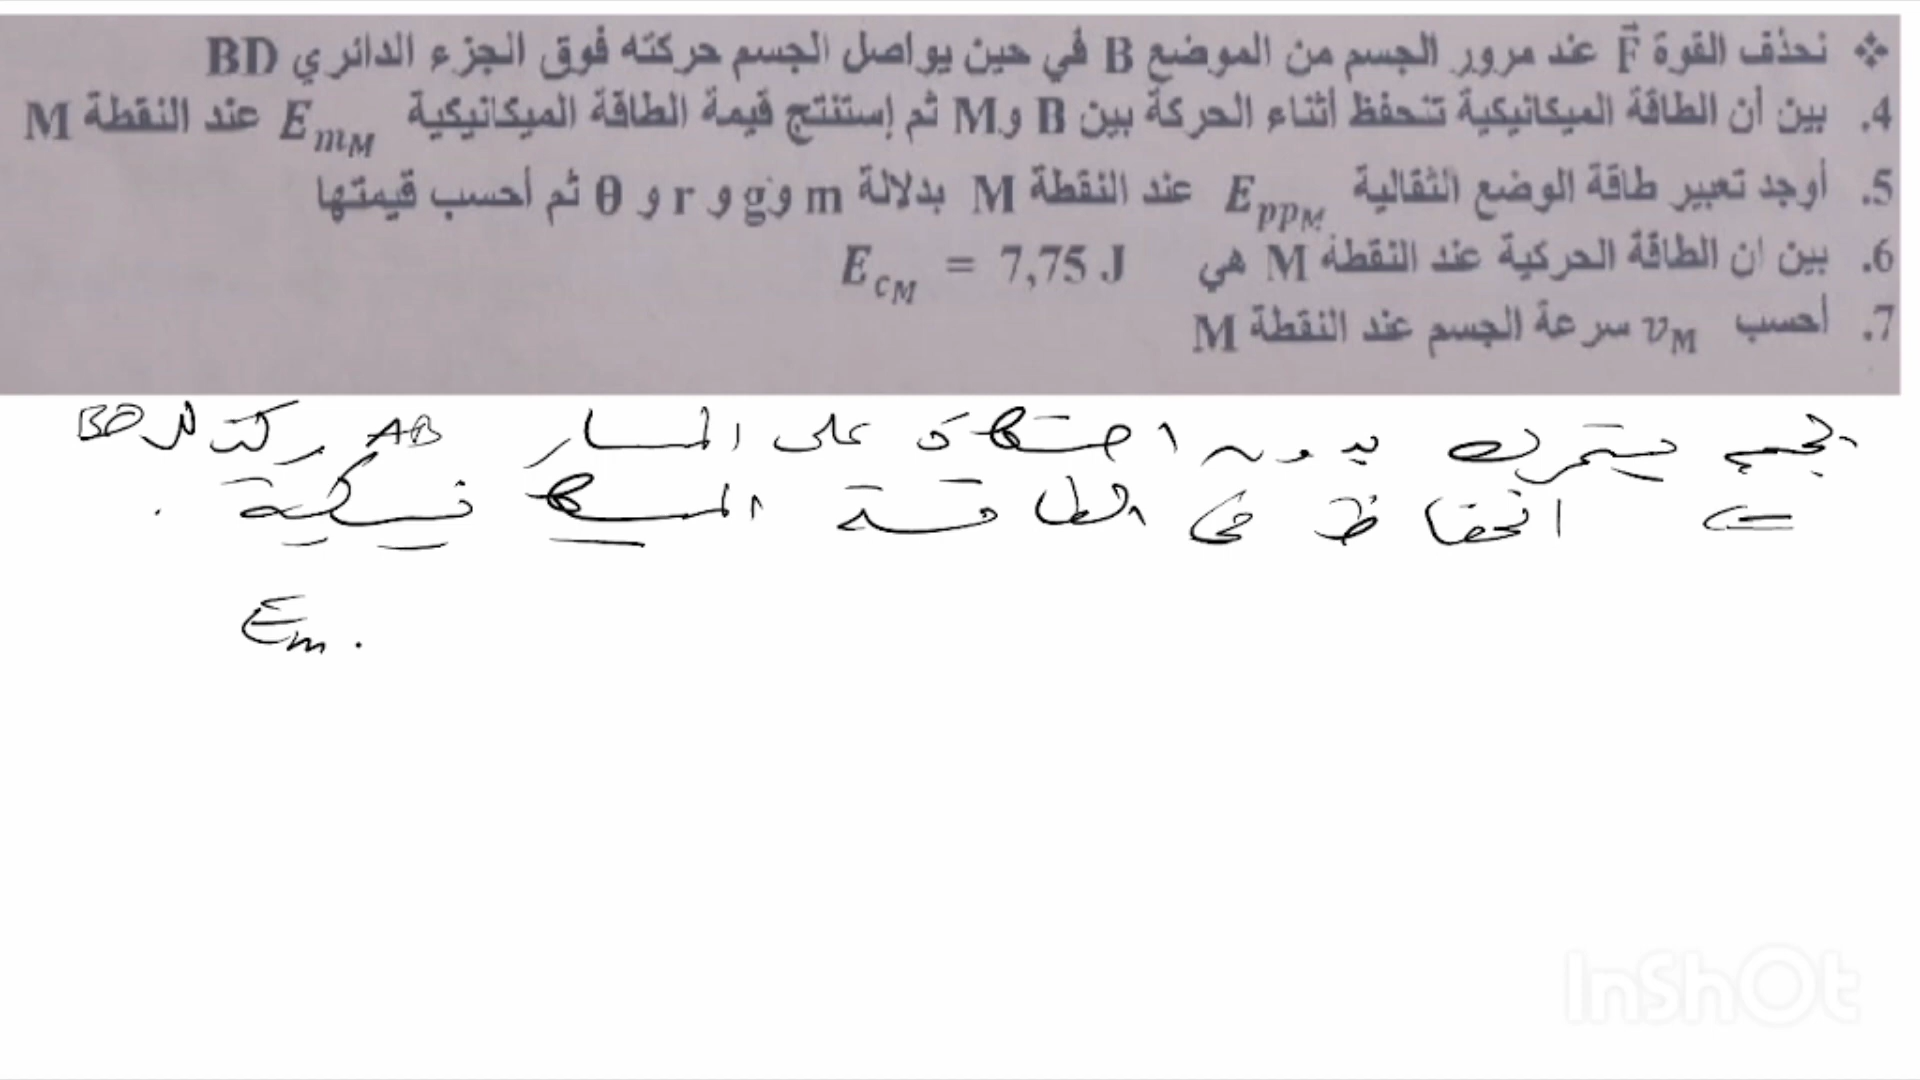 ❖ نحذف القوة F⃗ عند مرور الجسم من الموضع B في حين يواصل الجسم حركته فوق الجزء الدائري BD
4. بين أن الطاقة الميكانيكية تنحفظ أثناء الحركة بين B و M ثم إستنتج قيمة الطاقة الميكانيكية E_mM عند النقطة M
5. أوجد تعبير طاقة الوضع الثقالية E_ppM عند النقطة M بدلالة m و g و r و θ ثم أحسب قيمتها
6. بين ان الطاقة الحركية عند النقطة M هي E_cM = 7,75 J
7. أحسب v_M سرعة الجسم عند النقطة M
الجسم يتحرك بدون احتكاك على المسار AB وكذلك BD
=> انحفاظ في الطاقة الميكانيكية .
Em .
InShOt